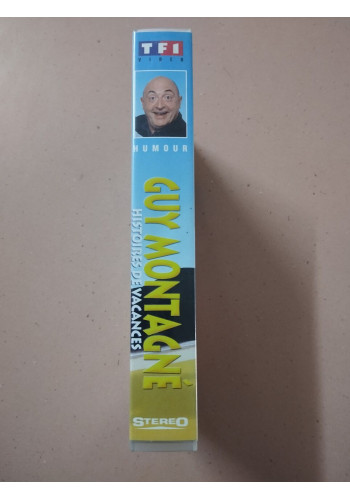 TF1
VIDEO
HUMOUR
GUY MONTAGNÉ
HISTOIRES DE VACANCES
STEREO